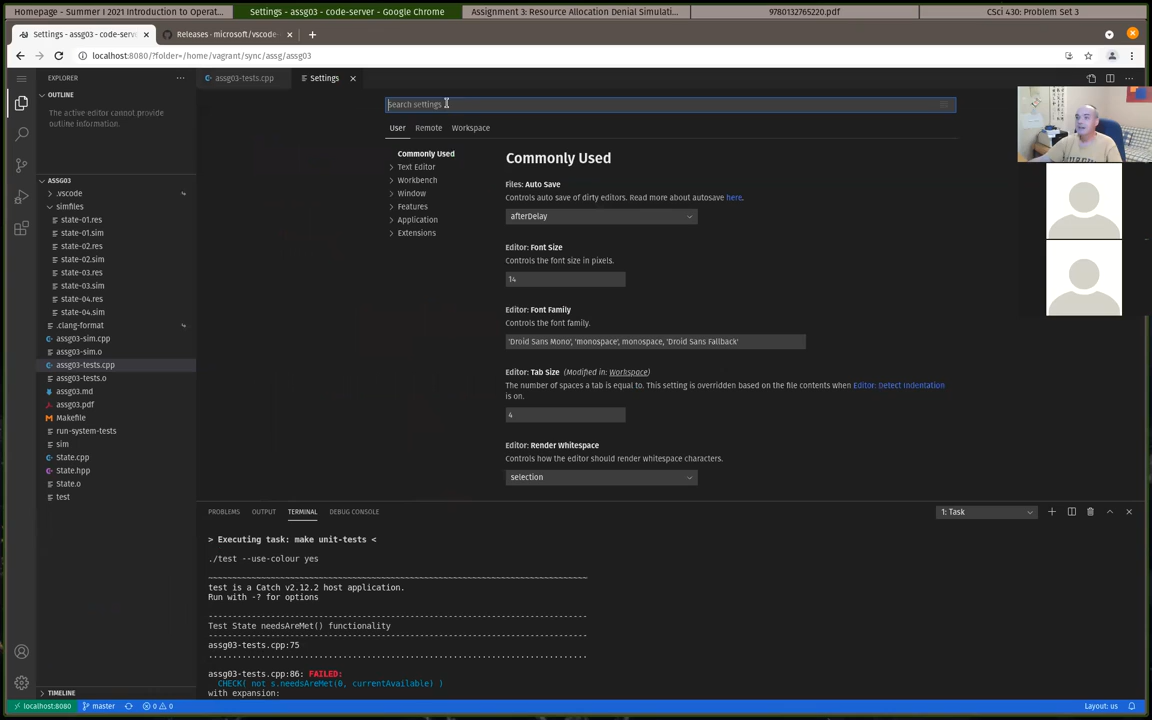 Homepage - Summer I 2021 Introduction to Operat...
Settings - assg03 - code-server - Google Chrome
Assignment 3: Resource Allocation Denial Simulati...
9780132765220.pdf
CSci 430: Problem Set 3
Settings - assg03 - code-serv
Releases · microsoft/vscode-
localhost:8080/?folder=/home/vagrant/sync/assg/assg03
EXPLORER
assg03-tests.cpp
Settings
OUTLINE
The active editor cannot provide
outline information.
Search settings
User
Remote
Workspace
Commonly Used
Text Editor
Workbench
Window
Features
Application
Extensions
Commonly Used
Files: Auto Save
Controls auto save of dirty editors. Read more about autosave here.
afterDelay
Editor: Font Size
Controls the font size in pixels.
14
Editor: Font Family
Controls the font family.
'Droid Sans Mono', 'monospace', monospace, 'Droid Sans Fallback'
Editor: Tab Size (Modified in: Workspace)
The number of spaces a tab is equal to. This setting is overridden based on the file contents when Editor: Detect Indentation
is on.
4
Editor: Render Whitespace
Controls how the editor should render whitespace characters.
selection
ASSG03
.vscode
simfiles
state-01.res
state-01.sim
state-02.res
state-02.sim
state-03.res
state-03.sim
state-04.res
state-04.sim
.clang-format
assg03-sim.cpp
assg03-sim.o
assg03-tests.cpp
assg03-tests.o
assg03.md
assg03.pdf
Makefile
run-system-tests
sim
State.cpp
State.hpp
State.o
test
TIMELINE
PROBLEMS
OUTPUT
TERMINAL
DEBUG CONSOLE
1: Task
> Executing task: make unit-tests <
./test --use-colour yes
~~~~~~~~~~~~~~~~~~~~~~~~~~~~~~~~~~~~~~~~~~~~~~~~~~~~~~~~~~~~~~~~~~~~~~~~~~~~~~~
test is a Catch v2.12.2 host application.
Run with -? for options
-------------------------------------------------------------------------------
Test State needsAreMet() functionality
-------------------------------------------------------------------------------
assg03-tests.cpp:75
...............................................................................
assg03-tests.cpp:86: FAILED:
CHECK( not s.needsAreMet(0, currentAvailable) )
with expansion:
localhost:8080
master
0
0
Layout: us